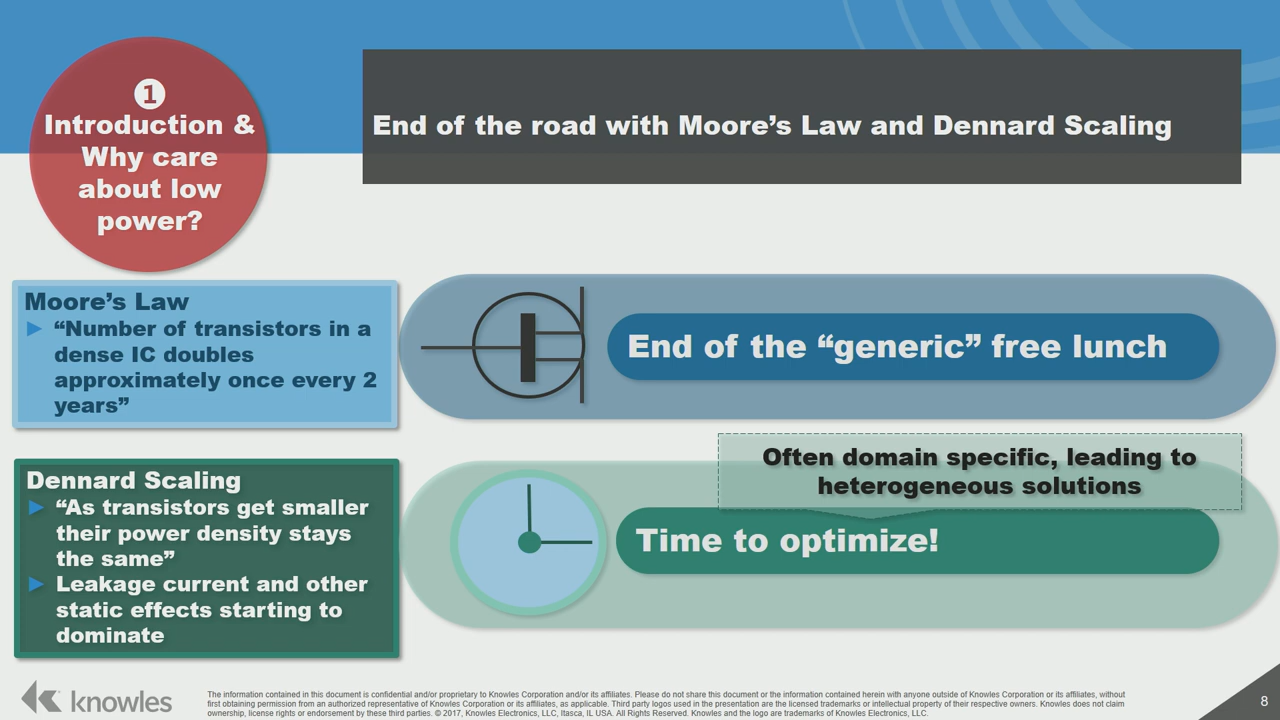 ❶
Introduction &
Why care
about low
power?
End of the road with Moore’s Law and Dennard Scaling
Moore’s Law
► “Number of transistors in a
dense IC doubles
approximately once every 2
years”
End of the “generic” free lunch
Often domain specific, leading to
heterogeneous solutions
Dennard Scaling
► “As transistors get smaller
their power density stays
the same”
► Leakage current and other
static effects starting to
dominate
Time to optimize!
knowles
The information contained in this document is confidential and/or proprietary to Knowles Corporation and/or its affiliates. Please do not share this document or the information contained herein with anyone outside of Knowles Corporation or its affiliates, without
first obtaining permission from an authorized representative of Knowles Corporation or its affiliates, as applicable. Third party logos used in the presentation are the licensed trademarks or intellectual property of their respective owners. Knowles does not claim
ownership, license rights or endorsement by these third parties. © 2017, Knowles Electronics, LLC, Itasca, IL USA. All Rights Reserved. Knowles and the logo are trademarks of Knowles Electronics, LLC.
8